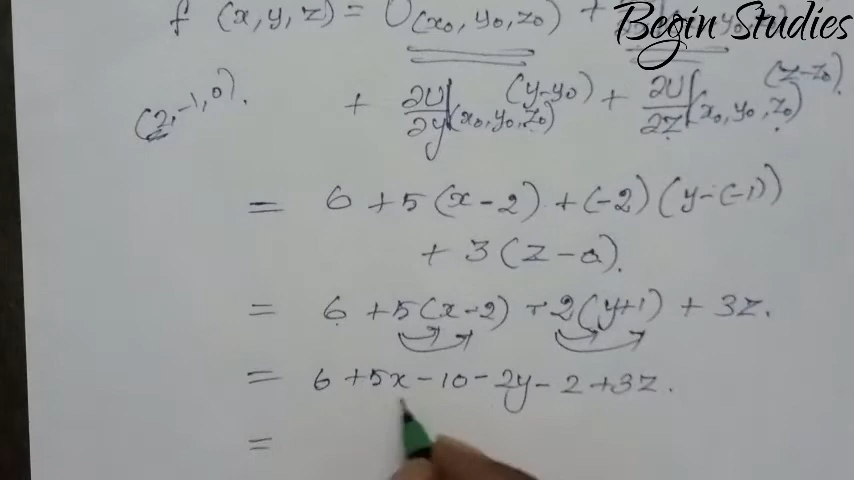 Begin Studies
f (x,y,z) = U(x₀, y₀, z₀) +
(2,-1,0). + ∂U/∂y|(x₀,y₀,z₀) (y-y₀) + ∂U/∂z|(x₀,y₀,z₀) (z-z₀).
= 6 +5(x-2) +(-2) (y-(-1))
+ 3(z-0).
= 6 +5(x-2) -2(y+1) + 3z.
= 6 +5x-10-2y-2+3z.
=